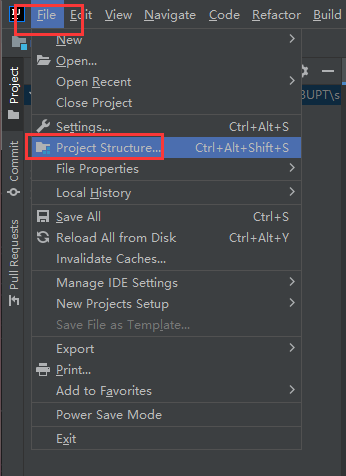 File Edit View Navigate Code Refactor Build
New
Open...
Open Recent
Close Project
Settings... Ctrl+Alt+S
Project Structure... Ctrl+Alt+Shift+S
File Properties
Local History
Save All Ctrl+S
Reload All from Disk Ctrl+Alt+Y
Invalidate Caches...
Manage IDE Settings
New Projects Setup
Save File as Template...
Export
Print...
Add to Favorites
Power Save Mode
Exit
Project
Commit
Pull Requests
BUPT\s